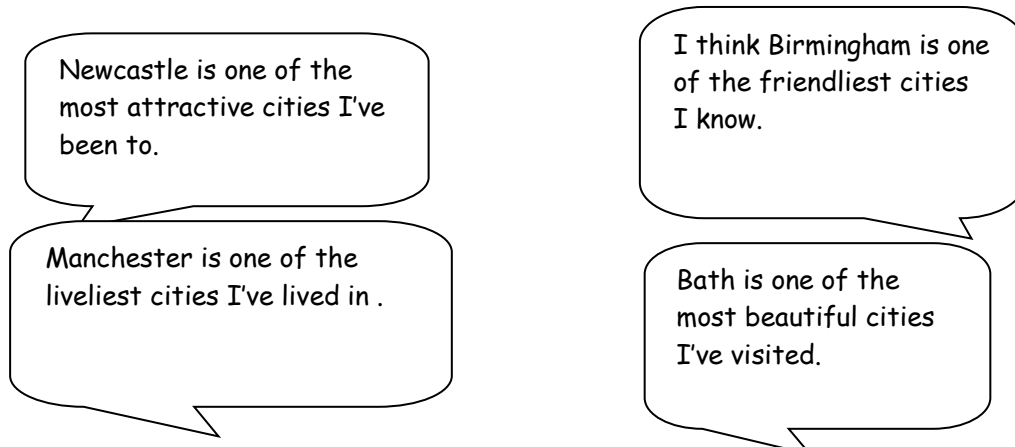 Newcastle is one of the
most attractive cities I've
been to.
I think Birmingham is one
of the friendliest cities
I know.
Manchester is one of the
liveliest cities I've lived in .
Bath is one of the
most beautiful cities
I've visited.